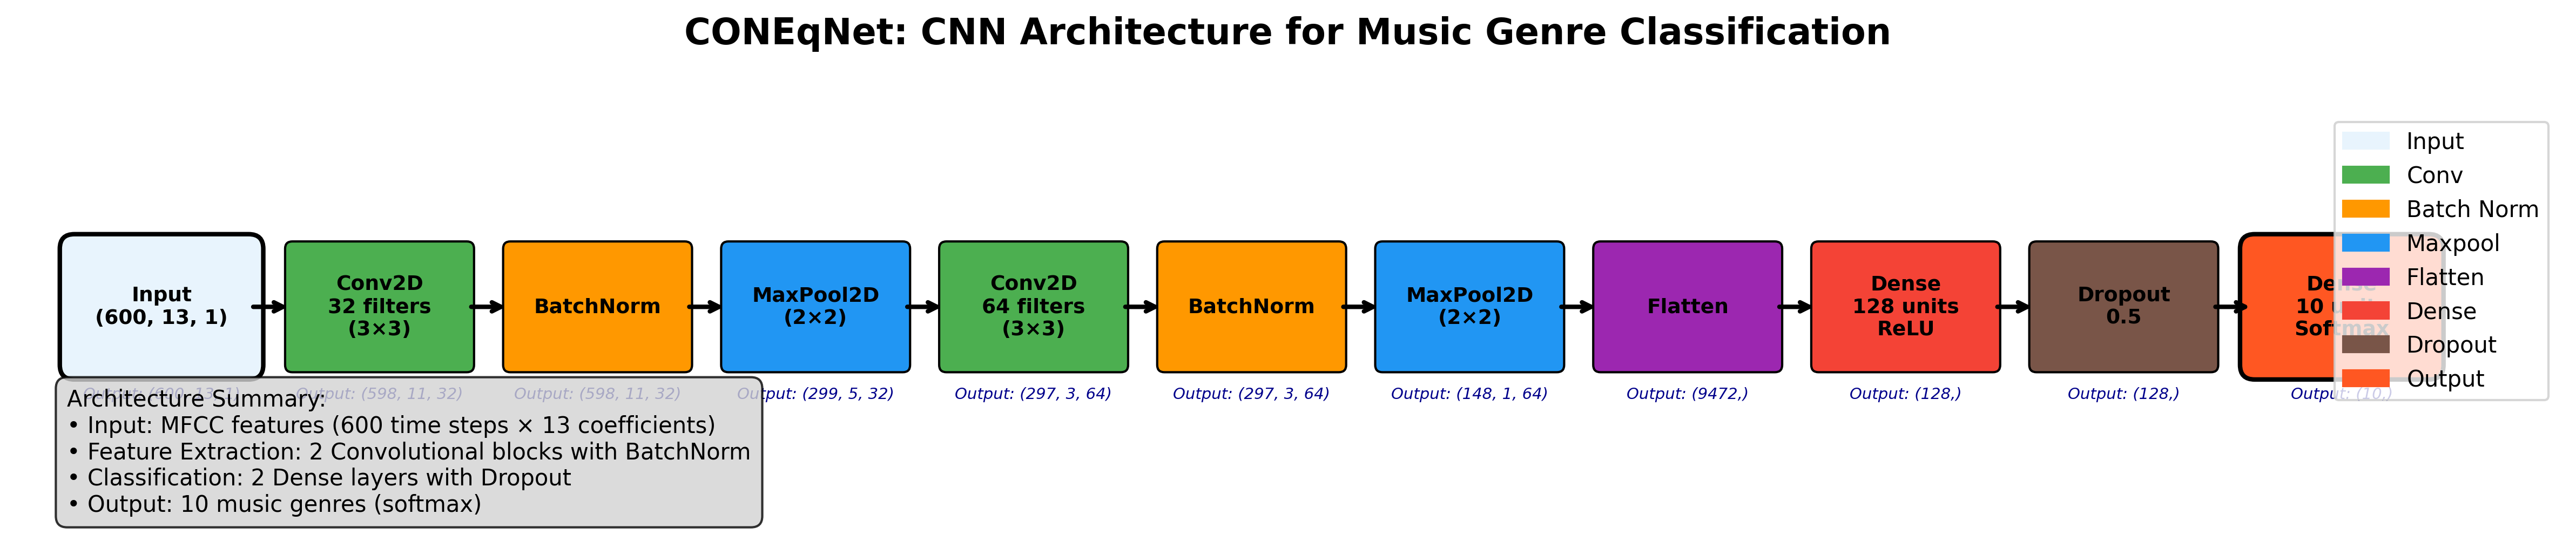 CONEqNet: CNN Architecture for Music Genre Classification
Input
(600, 13, 1)
Output: (600, 13, 1)
Conv2D
32 filters
(3×3)
Output: (598, 11, 32)
BatchNorm
Output: (598, 11, 32)
MaxPool2D
(2×2)
Output: (299, 5, 32)
Conv2D
64 filters
(3×3)
Output: (297, 3, 64)
BatchNorm
Output: (297, 3, 64)
MaxPool2D
(2×2)
Output: (148, 1, 64)
Flatten
Output: (9472,)
Dense
128 units
ReLU
Output: (128,)
Dropout
0.5
Output: (128,)
Dense
10 units
Softmax
Output: (10,)
Input
Conv
Batch Norm
Maxpool
Flatten
Dense
Dropout
Output
Architecture Summary:
• Input: MFCC features (600 time steps × 13 coefficients)
• Feature Extraction: 2 Convolutional blocks with BatchNorm
• Classification: 2 Dense layers with Dropout
• Output: 10 music genres (softmax)